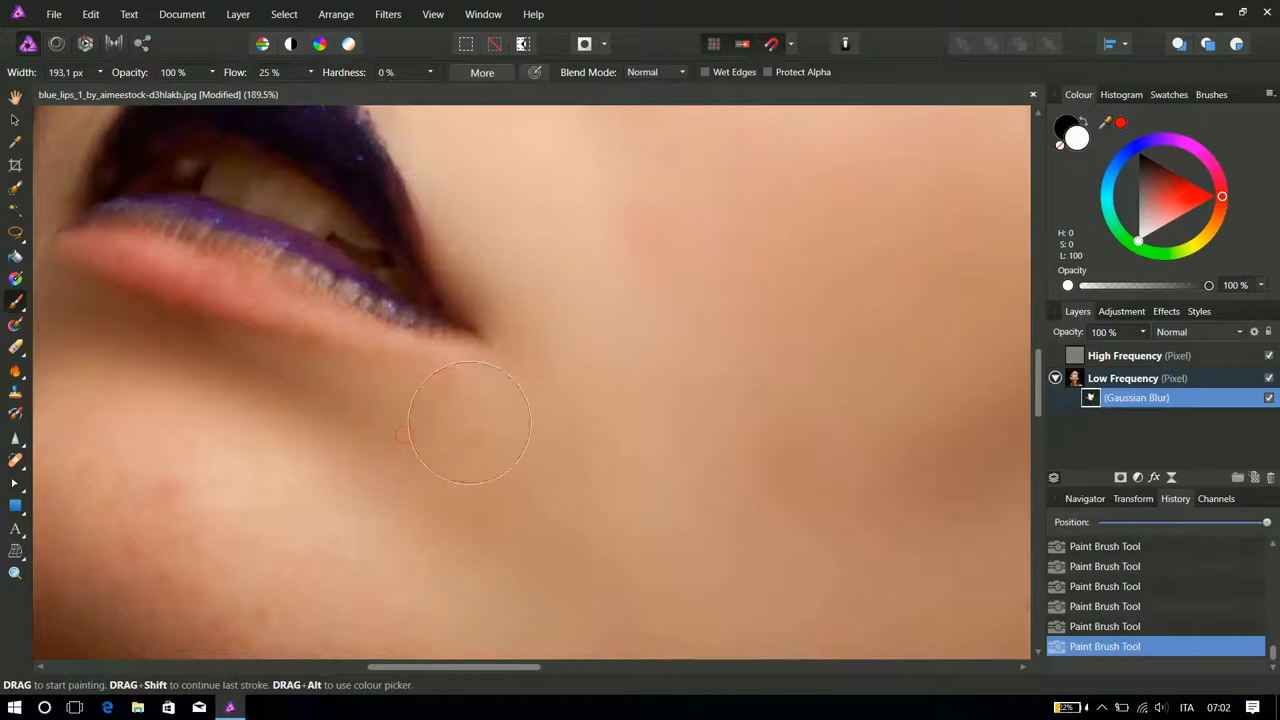 File Edit Text Document Layer Select Arrange Filters View Window Help
Width: 193.1 px Opacity: 100 % Flow: 25 % Hardness: 0 % More Blend Mode: Normal Wet Edges Protect Alpha
blue_lips_1_by_aimeestock-d3hlakb.jpg [Modified] (189.5%)
Colour Histogram Swatches Brushes
H: 0
S: 0
L: 100
Opacity
100 %
Layers Adjustment Effects Styles
Opacity: 100 % Normal
High Frequency (Pixel)
Low Frequency (Pixel)
(Gaussian Blur)
fx
Navigator Transform History Channels
Position:
Paint Brush Tool
Paint Brush Tool
Paint Brush Tool
Paint Brush Tool
Paint Brush Tool
Paint Brush Tool
DRAG to start painting. DRAG+Shift to continue last stroke. DRAG+Alt to use colour picker.
22% ITA 07:02